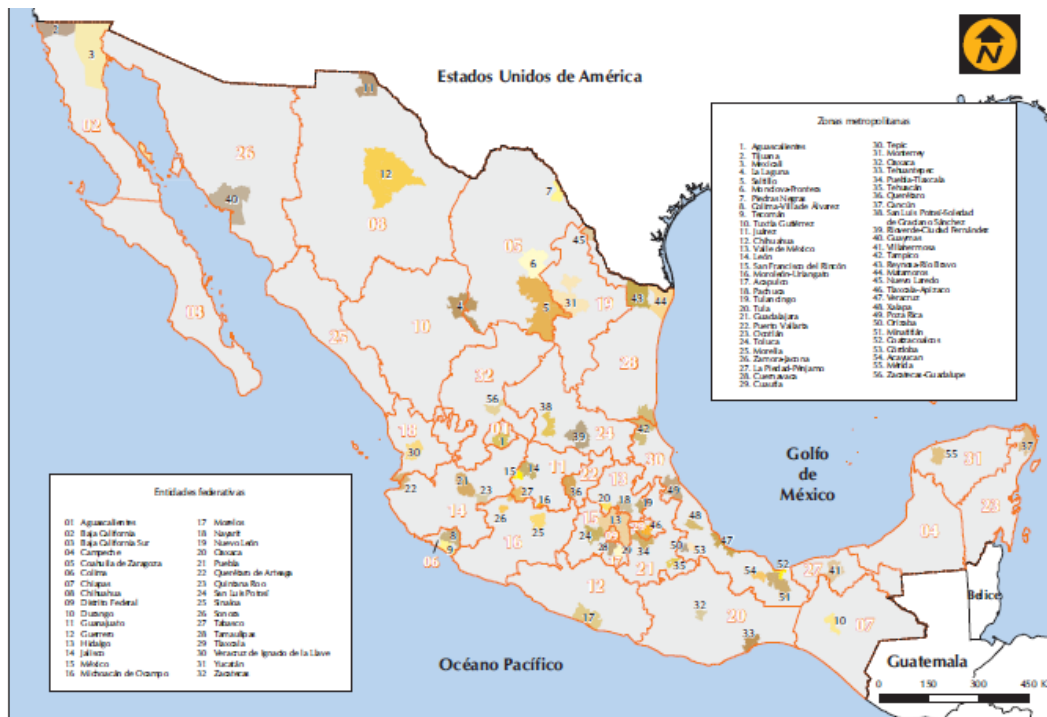 N
Estados Unidos de América
Zonas metropolitanas
1. Aguascalientes
2. Tijuana
3. Mexicali
4. La Laguna
5. Saltillo
6. Monclova-Frontera
7. Piedras Negras
8. Colima-Villa de Álvarez
9. Tecomán
10. Tuxtla Gutiérrez
11. Juárez
12. Chihuahua
13. Valle de México
14. León
15. San Francisco del Rincón
16. Moroleón-Uriangato
17. Acapulco
18. Pachuca
19. Tulancingo
20. Tula
21. Guadalajara
22. Puerto Vallarta
23. Ocotlán
24. Toluca
25. Morelia
26. Zamora-Jacona
27. La Piedad-Pénjamo
28. Cuernavaca
29. Cuautla
30. Tepic
31. Monterrey
32. Oaxaca
33. Tehuantepec
34. Puebla-Tlaxcala
35. Tehuacán
36. Querétaro
37. Cancún
38. San Luis Potosí-Soledad
de Graciano Sánchez
39. Rioverde-Ciudad Fernández
40. Guaymas
41. Villahermosa
42. Tampico
43. Reynosa-Río Bravo
44. Matamoros
45. Nuevo Laredo
46. Tlaxcala-Apizaco
47. Veracruz
48. Xalapa
49. Poza Rica
50. Orizaba
51. Minatitlán
52. Coatzacoalcos
53. Córdoba
54. Acayucan
55. Mérida
56. Zacatecas-Guadalupe
Golfo
de
México
Entidades federativas
01 Aguascalientes
02 Baja California
03 Baja California Sur
04 Campeche
05 Coahuila de Zaragoza
06 Colima
07 Chiapas
08 Chihuahua
09 Distrito Federal
10 Durango
11 Guanajuato
12 Guerrero
13 Hidalgo
14 Jalisco
15 México
16 Michoacán de Ocampo
17 Morelos
18 Nayarit
19 Nuevo León
20 Oaxaca
21 Puebla
22 Querétaro de Arteaga
23 Quintana Roo
24 San Luis Potosí
25 Sinaloa
26 Sonora
27 Tabasco
28 Tamaulipas
29 Tlaxcala
30 Veracruz de Ignacio de la Llave
31 Yucatán
32 Zacatecas
Océano Pacífico
Belice
Guatemala
0 150 300 450 K